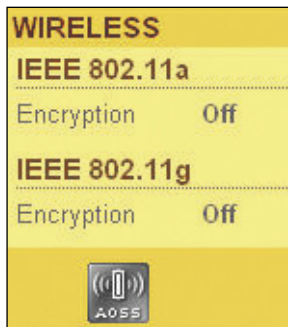 WIRELESS
IEEE 802.11a
Encryption Off
IEEE 802.11g
Encryption Off
AOSS